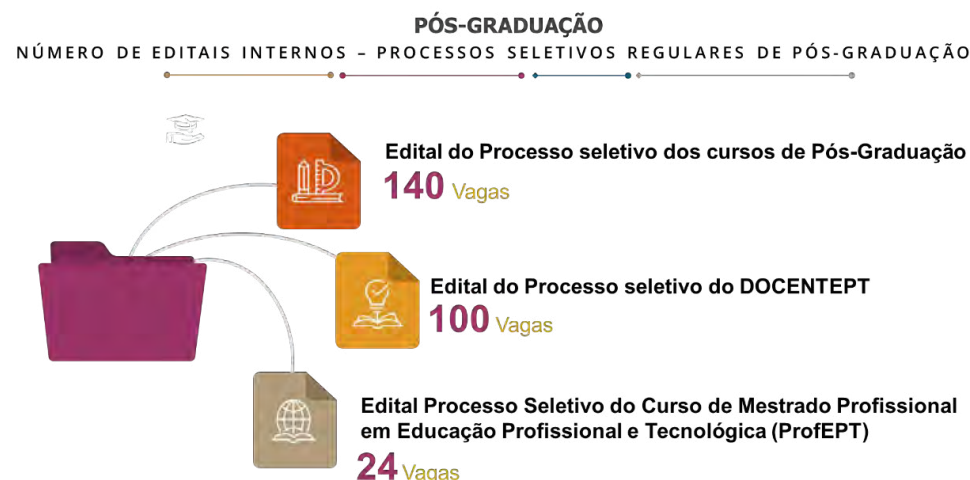 PÓS-GRADUAÇÃO
NÚMERO DE EDITAIS INTERNOS – PROCESSOS SELETIVOS REGULARES DE PÓS-GRADUAÇÃO
Edital do Processo seletivo dos cursos de Pós-Graduação
140 Vagas
Edital do Processo seletivo do DOCENTEPT
100 Vagas
Edital Processo Seletivo do Curso de Mestrado Profissional
em Educação Profissional e Tecnológica (ProfEPT)
24 Vagas